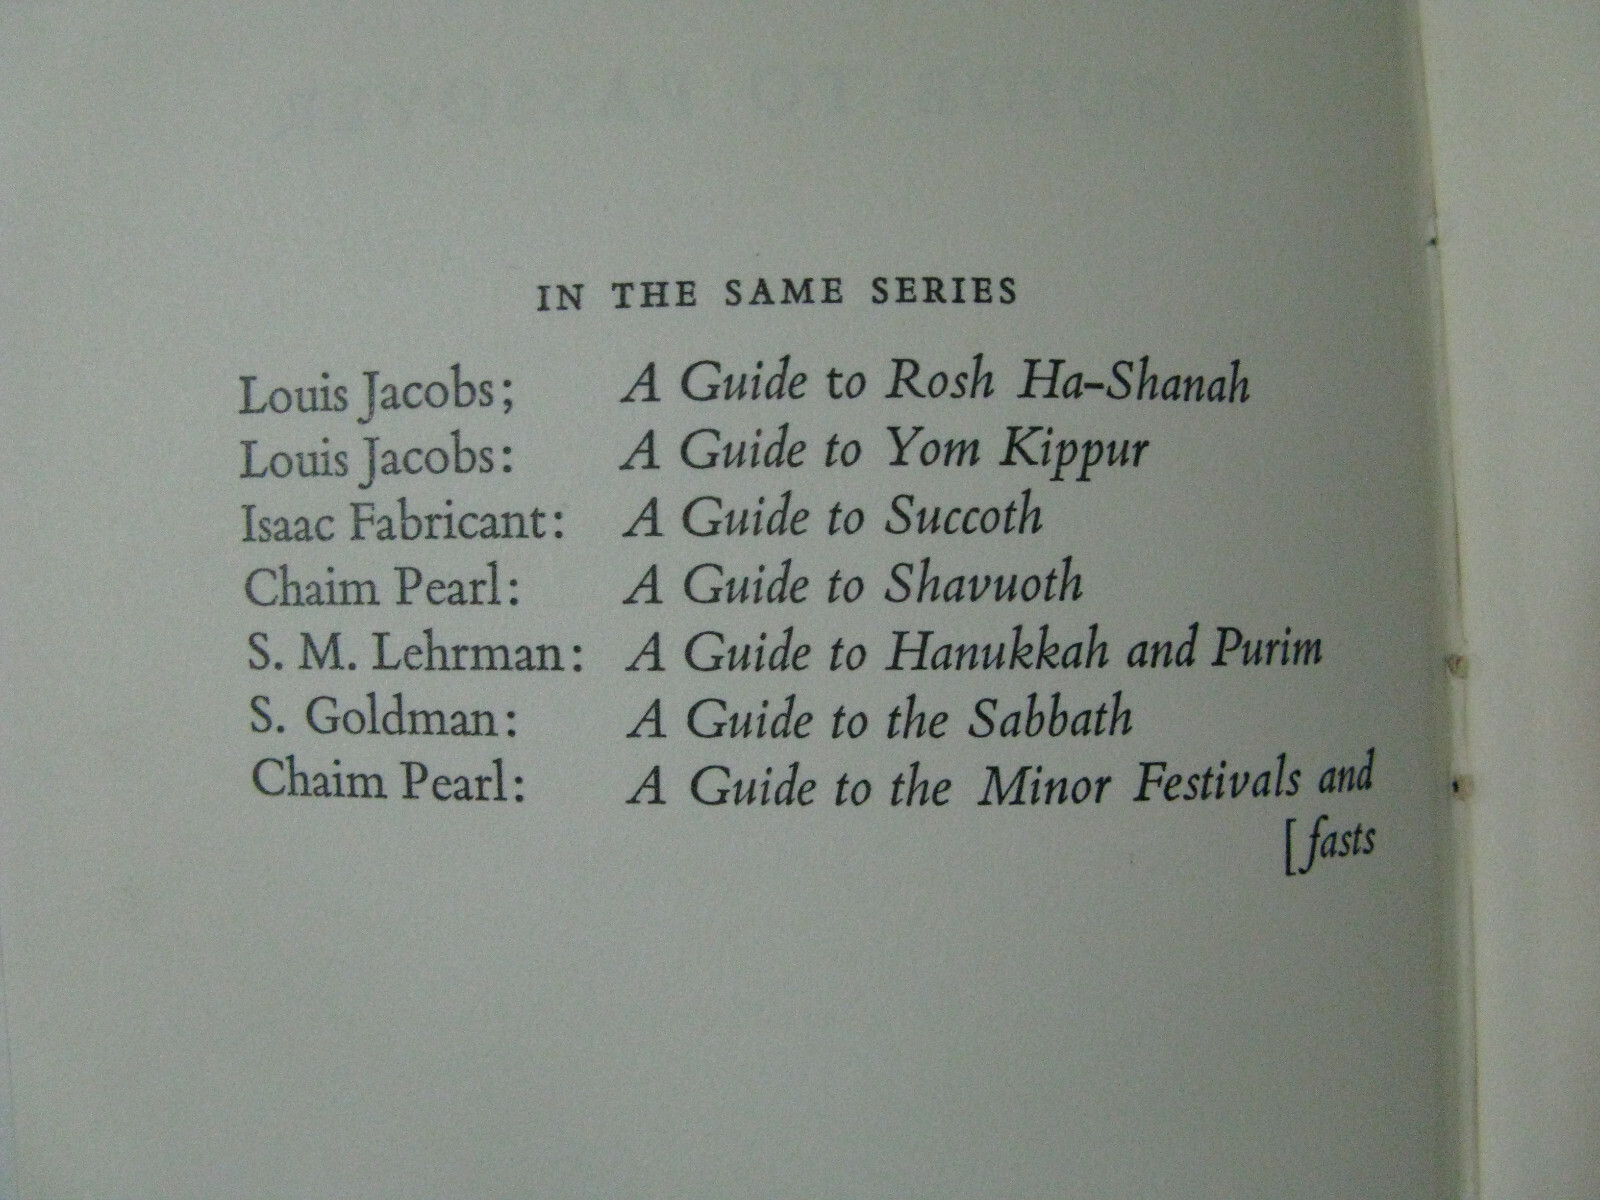 IN THE SAME SERIES
Louis Jacobs; A Guide to Rosh Ha-Shanah
Louis Jacobs: A Guide to Yom Kippur
Isaac Fabricant: A Guide to Succoth
Chaim Pearl: A Guide to Shavuoth
S. M. Lehrman: A Guide to Hanukkah and Purim
S. Goldman: A Guide to the Sabbath
Chaim Pearl: A Guide to the Minor Festivals and
[fasts